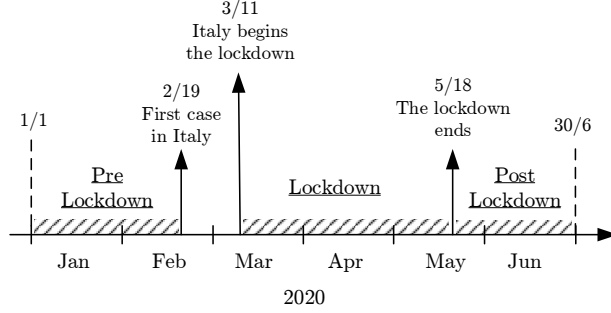 3/11
Italy begins
the lockdown
2/19
First case
in Italy
5/18
The lockdown
ends
1/1
30/6
Pre
Lockdown
Lockdown
Post
Lockdown
Jan Feb Mar Apr May Jun
2020